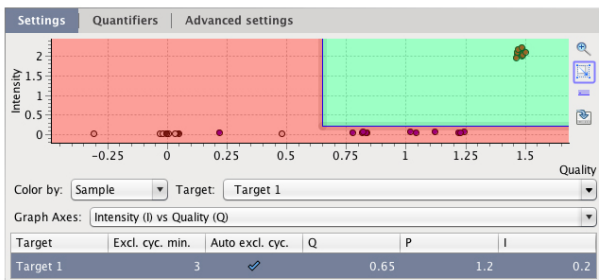 Settings Quantifiers Advanced settings
2
1.5
1
0.5
0
Intensity
-0.25 0 0.25 0.5 0.75 1 1.25 1.5
Quality
Color by: Sample Target: Target 1
Graph Axes: Intensity (I) vs Quality (Q)
Target Excl. cyc. min. Auto excl. cyc. Q P I
Target 1 3 0.65 1.2 0.2